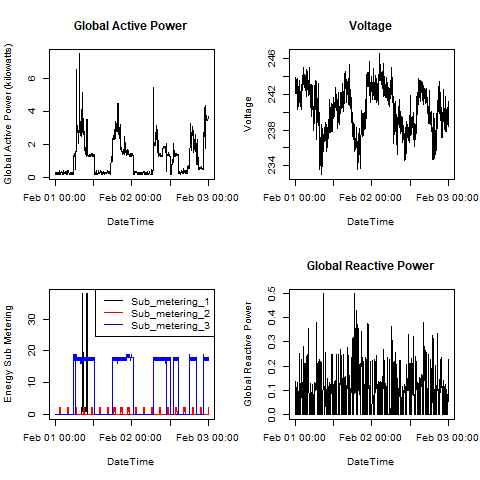 Global Active Power
Global Active Power (kilowatts)
0 2 4 6
Feb 01 00:00 Feb 02 00:00 Feb 03 00:00
DateTime
Voltage
Voltage
234 238 242 246
Feb 01 00:00 Feb 02 00:00 Feb 03 00:00
DateTime
Energy Sub Metering
0 10 20 30
Sub_metering_1
Sub_metering_2
Sub_metering_3
Feb 01 00:00 Feb 02 00:00 Feb 03 00:00
DateTime
Global Reactive Power
Global Reactive Power
0.0 0.1 0.2 0.3 0.4 0.5
Feb 01 00:00 Feb 02 00:00 Feb 03 00:00
DateTime